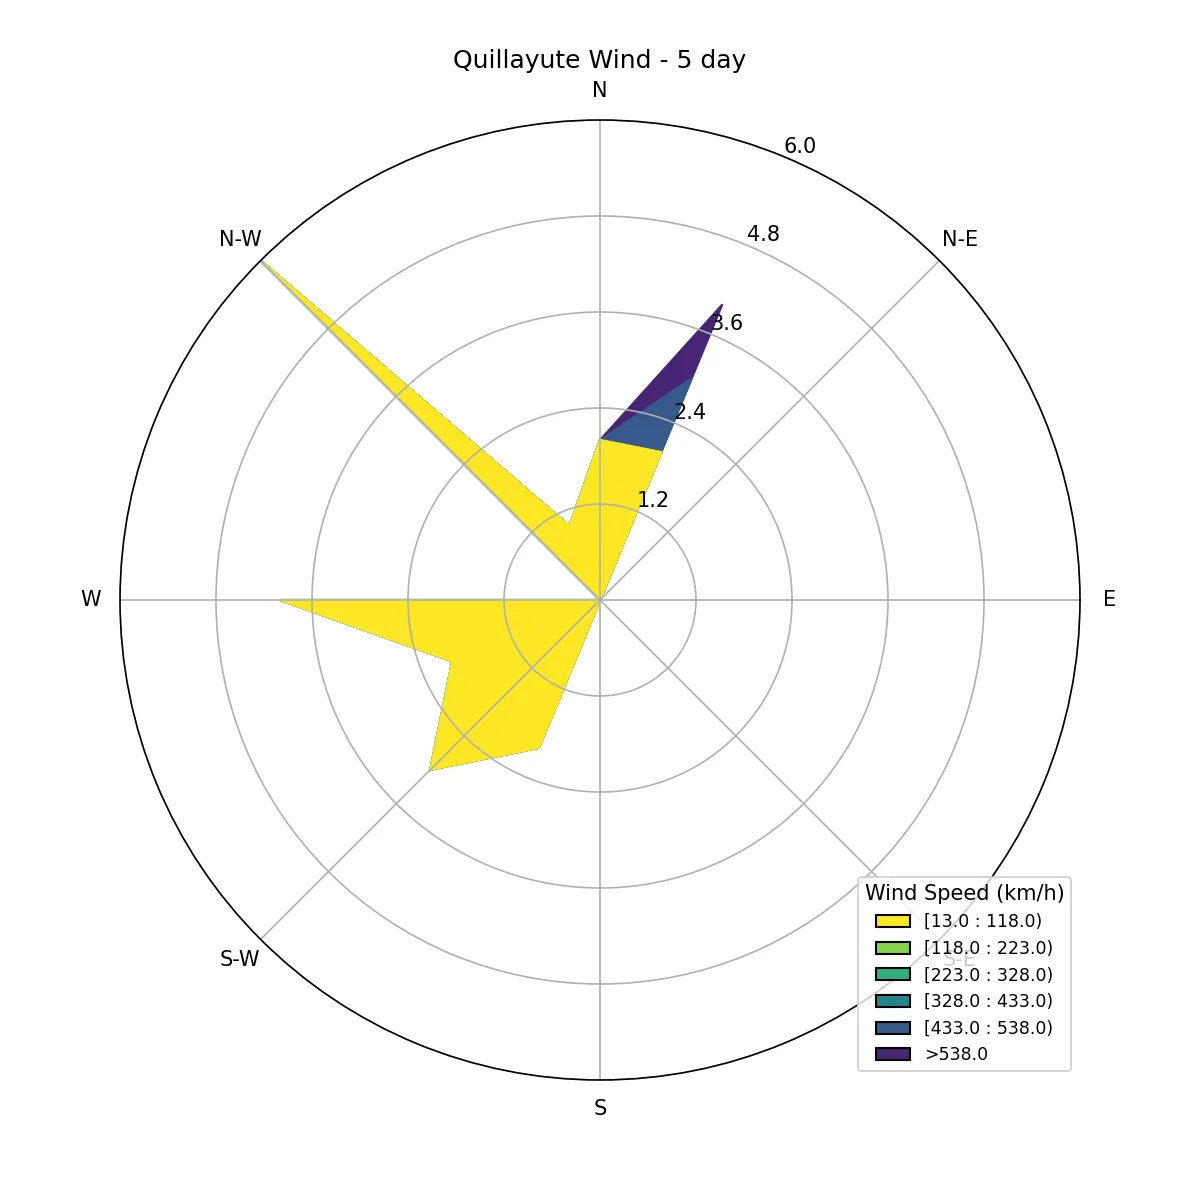 Quillayute Wind - 5 day
N
6.0
4.8
N-W
N-E
3.6
2.4
1.2
W
E
Wind Speed (km/h)
[13.0 : 118.0)
[118.0 : 223.0)
S-W
S-E
[223.0 : 328.0)
[328.0 : 433.0)
[433.0 : 538.0)
>538.0
S